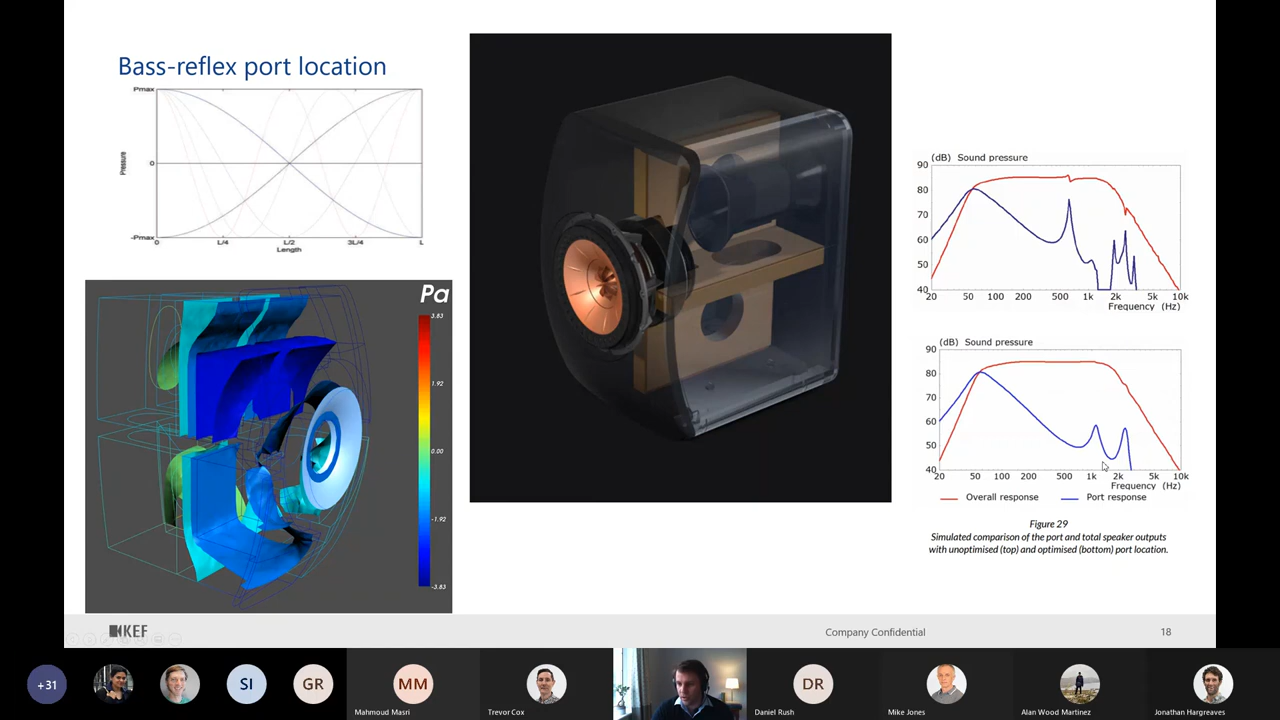 Bass-reflex port location
Pmax
0
-Pmax
Pressure
0
L/4
L/2
3L/4
L
Length
Pa
3.83
1.92
0.00
-1.92
-3.83
(dB) Sound pressure
90
80
70
60
50
40
20 50 100 200 500 1k 2k 5k 10k
Frequency (Hz)
(dB) Sound pressure
90
80
70
60
50
40
20 50 100 200 500 1k 2k 5k 10k
Frequency (Hz)
Overall response
Port response
Figure 29
Simulated comparison of the port and total speaker outputs
with unoptimised (top) and optimised (bottom) port location.
KEF
Company Confidential
18
+31
SI
GR
MM
Mahmoud Masri
Trevor Cox
DR
Daniel Rush
Mike Jones
Alan Wood Martinez
Jonathan Hargreaves